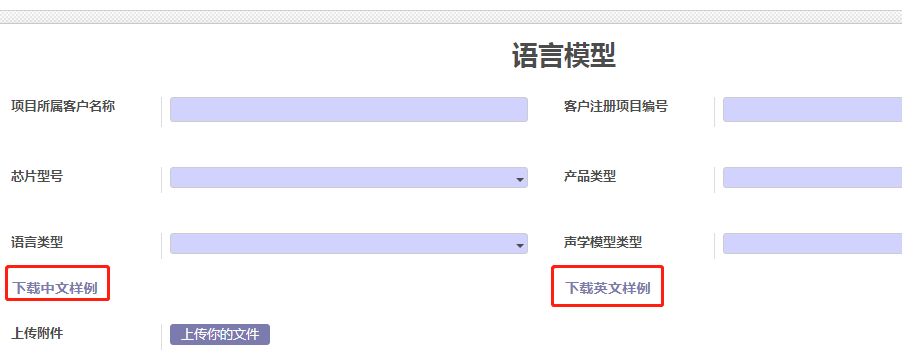 语言模型
项目所属客户名称 客户注册项目编号
芯片型号 产品类型
语言类型 声学模型类型
下载中文样例 下载英文样例
上传附件 上传你的文件